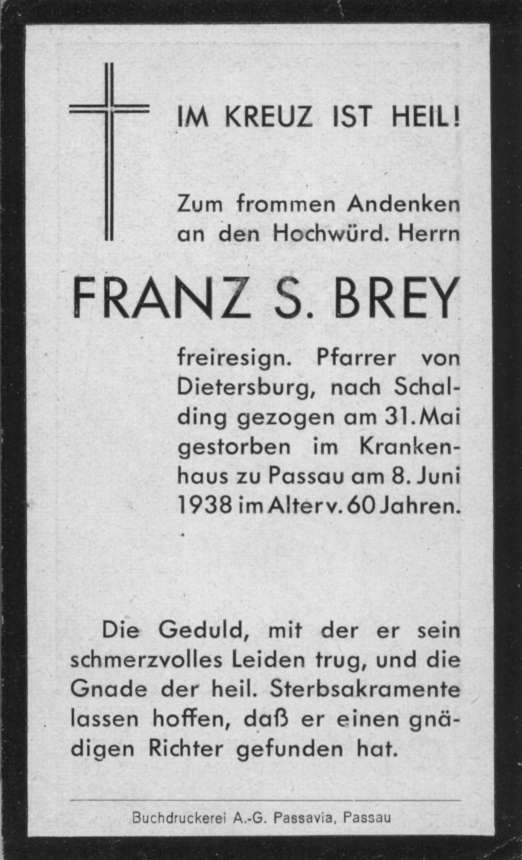 IM KREUZ IST HEIL!
Zum frommen Andenken
an den Hochwürd. Herrn
FRANZ S. BREY
freiresign. Pfarrer von
Dietersburg, nach Schal-
ding gezogen am 31. Mai
gestorben im Kranken-
haus zu Passau am 8. Juni
1938 im Alter v. 60 Jahren.
Die Geduld, mit der er sein
schmerzvolles Leiden trug, und die
Gnade der heil. Sterbsakramente
lassen hoffen, daß er einen gnä-
digen Richter gefunden hat.
Buchdruckerei A.-G. Passavia, Passau